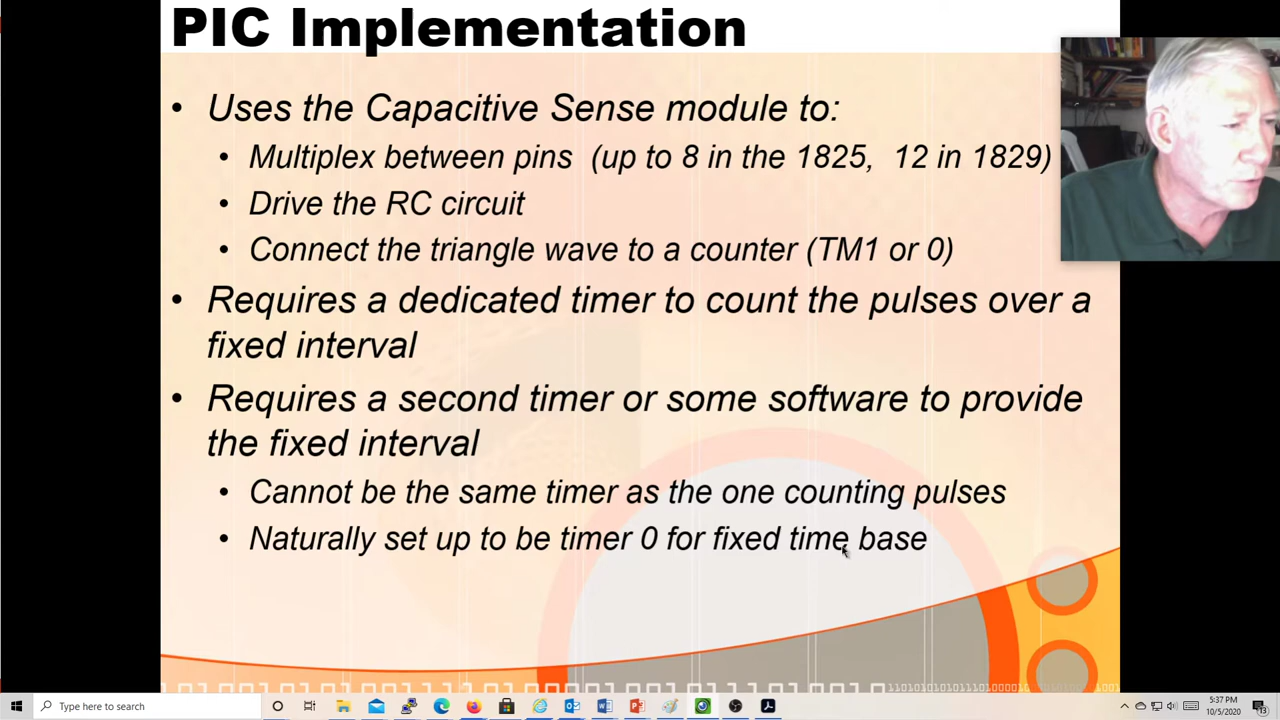 PIC Implementation
• Uses the Capacitive Sense module to:
• Multiplex between pins (up to 8 in the 1825, 12 in 1829)
• Drive the RC circuit
• Connect the triangle wave to a counter (TM1 or 0)
• Requires a dedicated timer to count the pulses over a
fixed interval
• Requires a second timer or some software to provide
the fixed interval
• Cannot be the same timer as the one counting pulses
• Naturally set up to be timer 0 for fixed time base
Type here to search
5:37 PM
10/5/2020